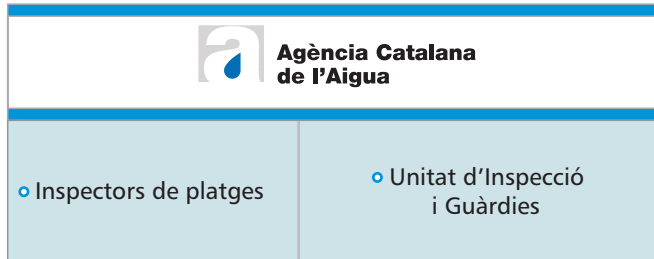 Agència Catalana
de l'Aigua
Inspectors de platges
Unitat d'Inspecció
i Guàrdies